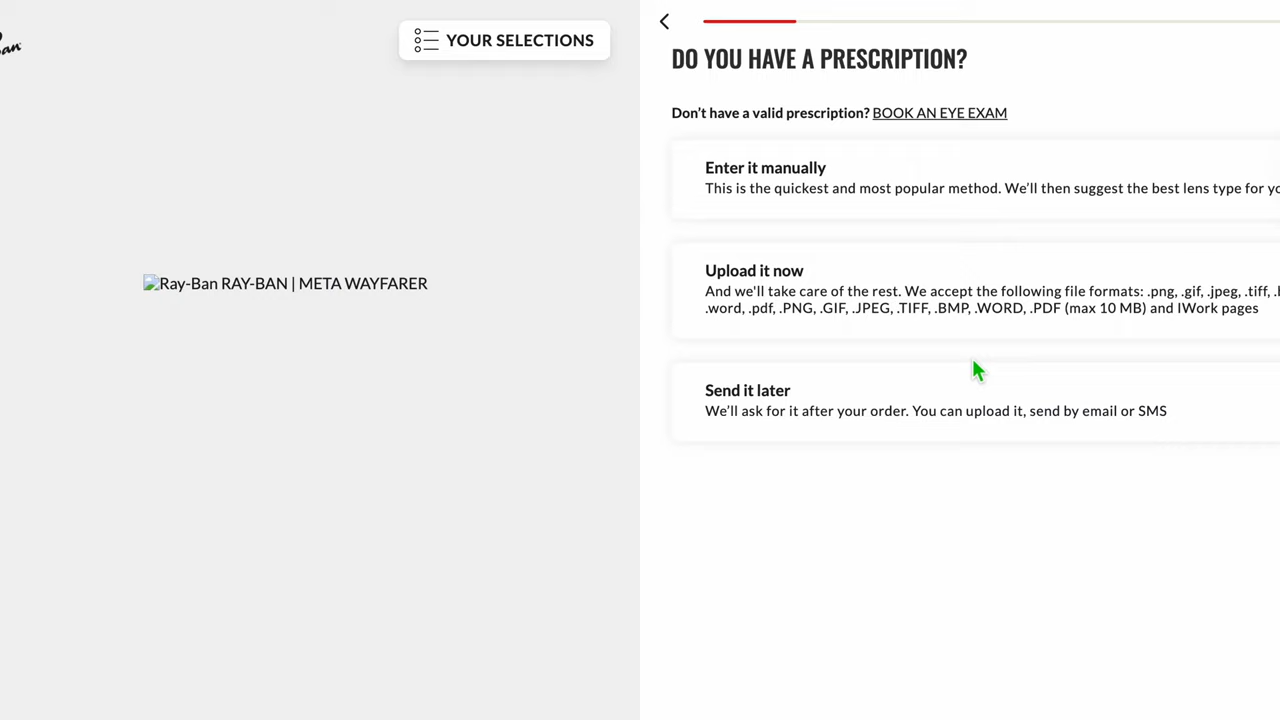 YOUR SELECTIONS
Ray-Ban RAY-BAN | META WAYFARER
DO YOU HAVE A PRESCRIPTION?
Don't have a valid prescription? BOOK AN EYE EXAM
Enter it manually
This is the quickest and most popular method. We'll then suggest the best lens type for
Upload it now
And we'll take care of the rest. We accept the following file formats: .png, .gif, .jpeg, .tiff,
.word, .pdf, .PNG, .GIF, .JPEG, .TIFF, .BMP, .WORD, .PDF (max 10 MB) and IWork pages
Send it later
We'll ask for it after your order. You can upload it, send by email or SMS